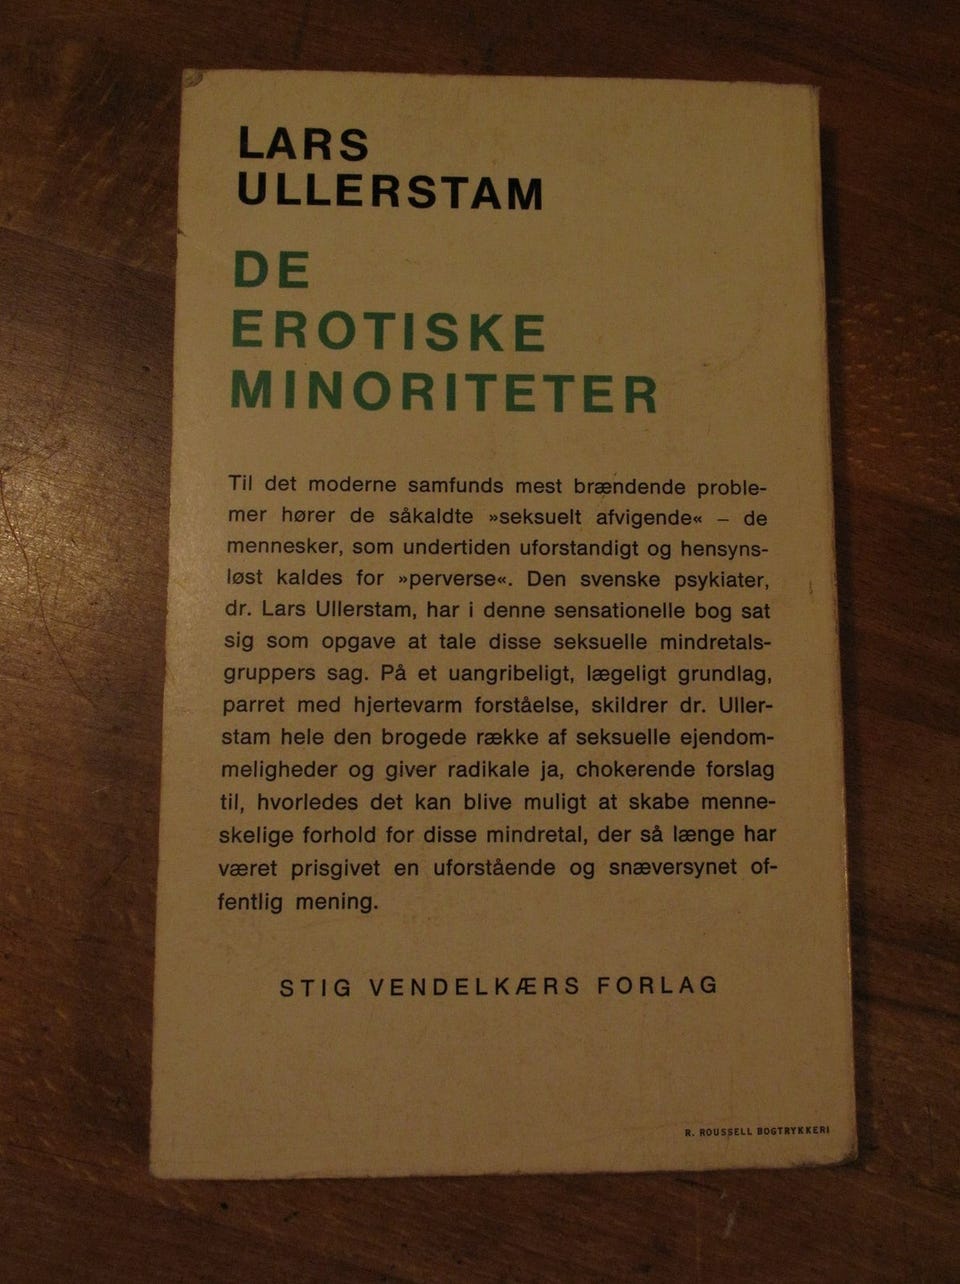 LARS
ULLERSTAM
DE
EROTISKE
MINORITETER
Til det moderne samfunds mest brændende proble-
mer hører de såkaldte »seksuelt afvigende« – de
mennesker, som undertiden uforstandigt og hensyns-
løst kaldes for »perverse«. Den svenske psykiater,
dr. Lars Ullerstam, har i denne sensationelle bog sat
sig som opgave at tale disse seksuelle mindretals-
gruppers sag. På et uangribeligt, lægeligt grundlag,
parret med hjertevarm forståelse, skildrer dr. Uller-
stam hele den brogede række af seksuelle ejendom-
meligheder og giver radikale ja, chokerende forslag
til, hvorledes det kan blive muligt at skabe menne-
skelige forhold for disse mindretal, der så længe har
været prisgivet en uforstående og snæversynet of-
fentlig mening.
STIG VENDELKÆRS FORLAG
R. ROUSSELL BOGTRYKKERI